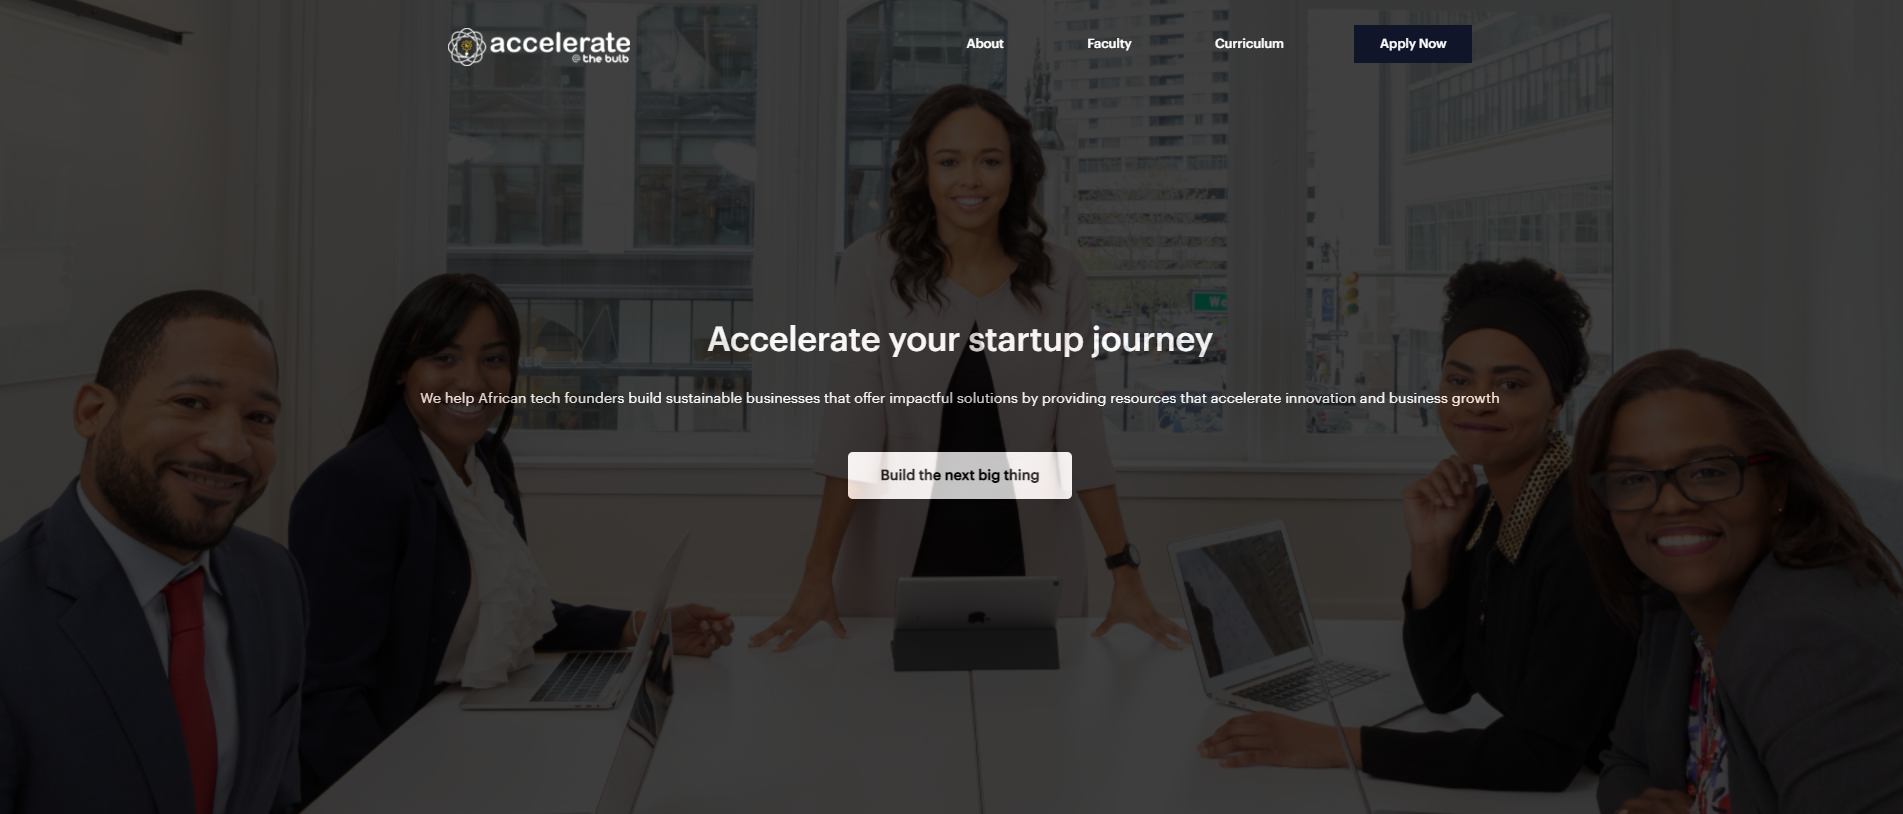 accelerate
@ the bulb
About
Faculty
Curriculum
Apply Now
We
Accelerate your startup journey
We help African tech founders build sustainable businesses that offer impactful solutions by providing resources that accelerate innovation and business growth
Build the next big thing